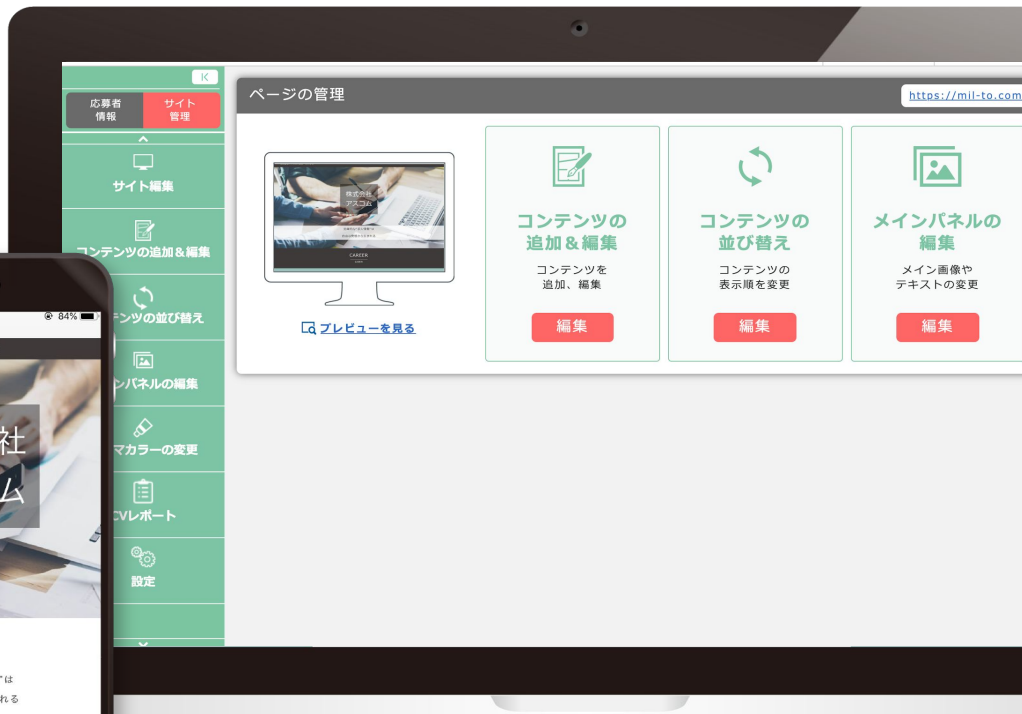 応募者
情報
サイト
管理
サイト編集
コンテンツの追加&編集
テンツの並び替え
ンパネルの編集
マカラーの変更
CVレポート
設定
ページの管理
https://mil-to.com
株式会社
アスコム
CAREER
プレビューを見る
コンテンツの
追加&編集
コンテンツを
追加、編集
編集
コンテンツの
並び替え
コンテンツの
表示順を変更
編集
メインパネルの
編集
メイン画像や
テキストの変更
編集
84%
社
ム
は
れる